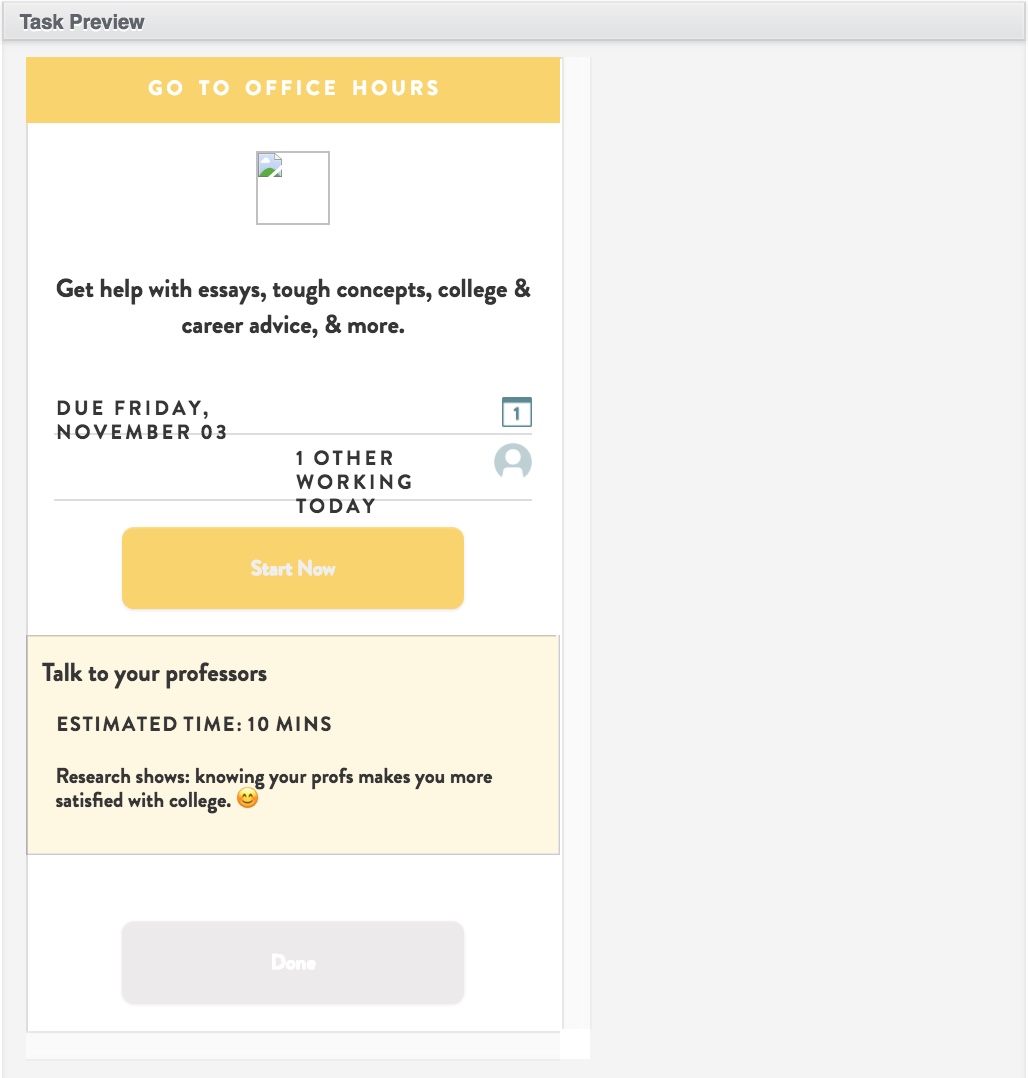 Task Preview
GO TO OFFICE HOURS
Get help with essays, tough concepts, college &
career advice, & more.
DUE FRIDAY,
NOVEMBER 03
1
1 OTHER
WORKING
TODAY
Start Now
Talk to your professors
ESTIMATED TIME: 10 MINS
Research shows: knowing your profs makes you more
satisfied with college. 😊
Done